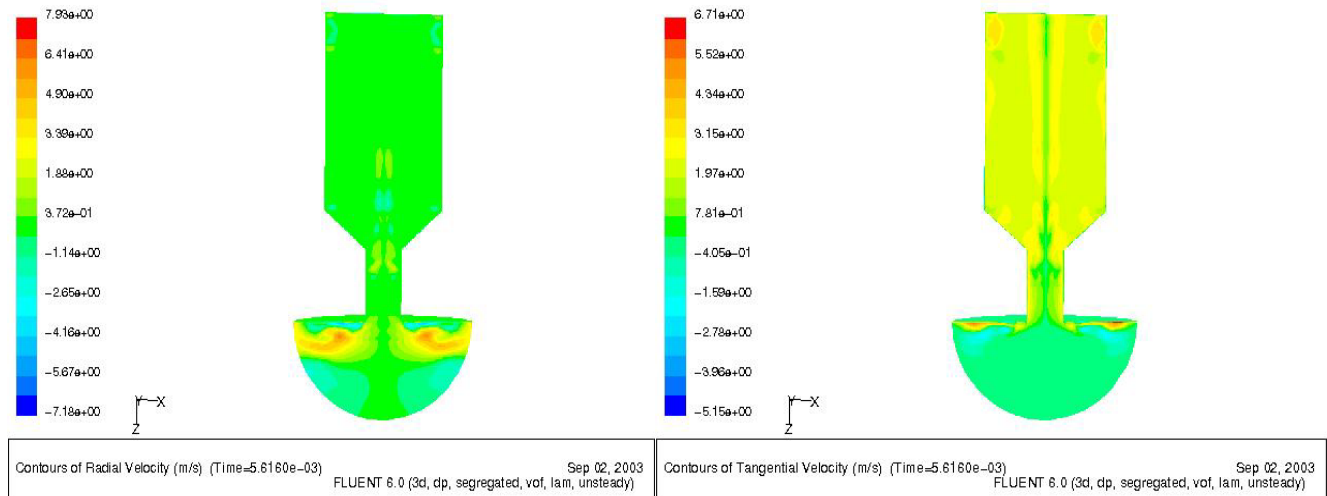 7.93e+00
6.41e+00
4.90e+00
3.39e+00
1.88e+00
3.72e-01
-1.14e+00
-2.65e+00
-4.16e+00
-5.67e+00
-7.18e+00
Y
X
Z
Contours of Radial Velocity (m/s) (Time=5.6160e-03)
Sep 02, 2003
FLUENT 6.0 (3d, dp, segregated, vof, lam, unsteady)
6.71e+00
5.52e+00
4.34e+00
3.15e+00
1.97e+00
7.81e-01
-4.05e-01
-1.59e+00
-2.78e+00
-3.96e+00
-5.15e+00
Y
X
Z
Contours of Tangential Velocity (m/s) (Time=5.6160e-03)
Sep 02, 2003
FLUENT 6.0 (3d, dp, segregated, vof, lam, unsteady)